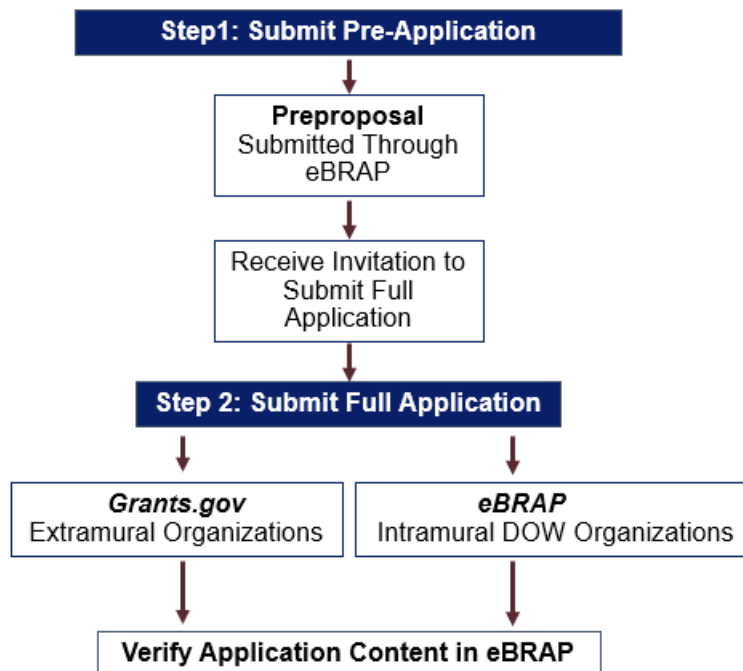 Step1: Submit Pre-Application
Preproposal
Submitted Through
eBRAP
Receive Invitation to
Submit Full
Application
Step 2: Submit Full Application
Grants.gov
Extramural Organizations
eBRAP
Intramural DOW Organizations
Verify Application Content in eBRAP